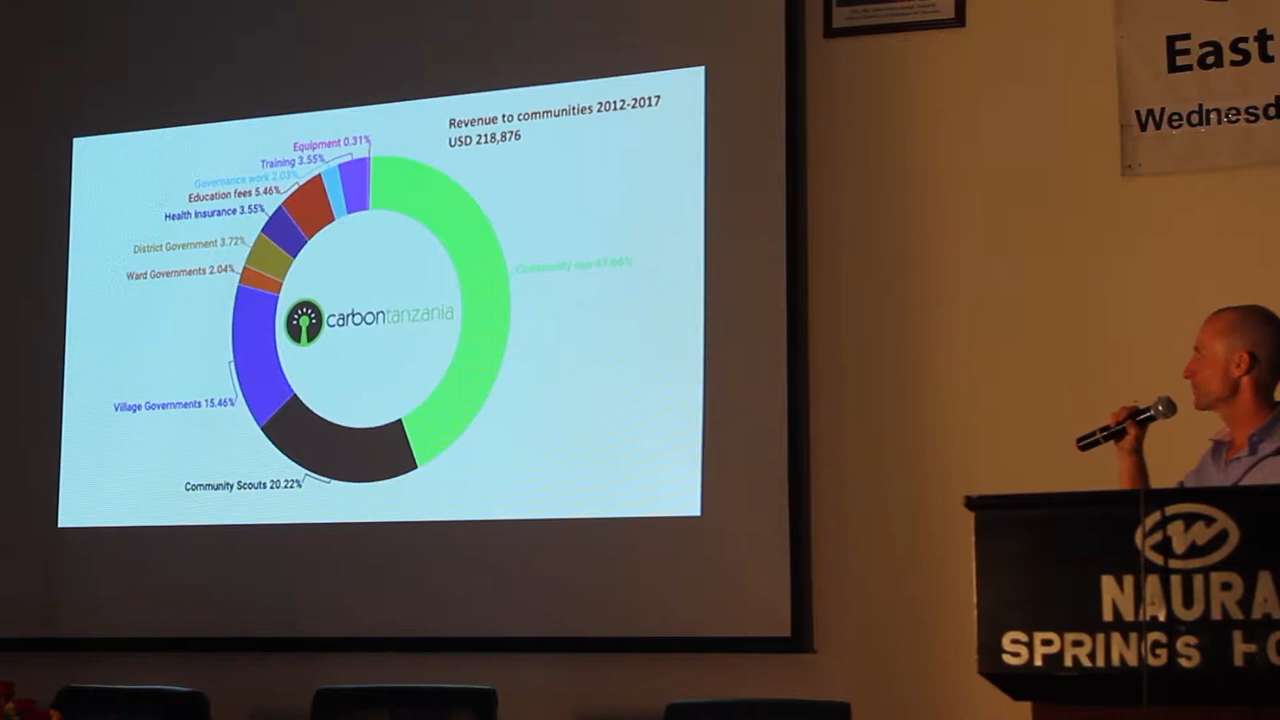 Revenue to communities 2012-2017
USD 218,876
Equipment 0.31%
Training 3.55%
Governance work 2.03%
Education fees 5.46%
Health Insurance 3.55%
District Government 3.72%
Ward Governments 2.04%
Community use
carbontanzania
Village Governments 15.46%
Community Scouts 20.22%
East
Wednesd
NAURA
SPRINGS HO